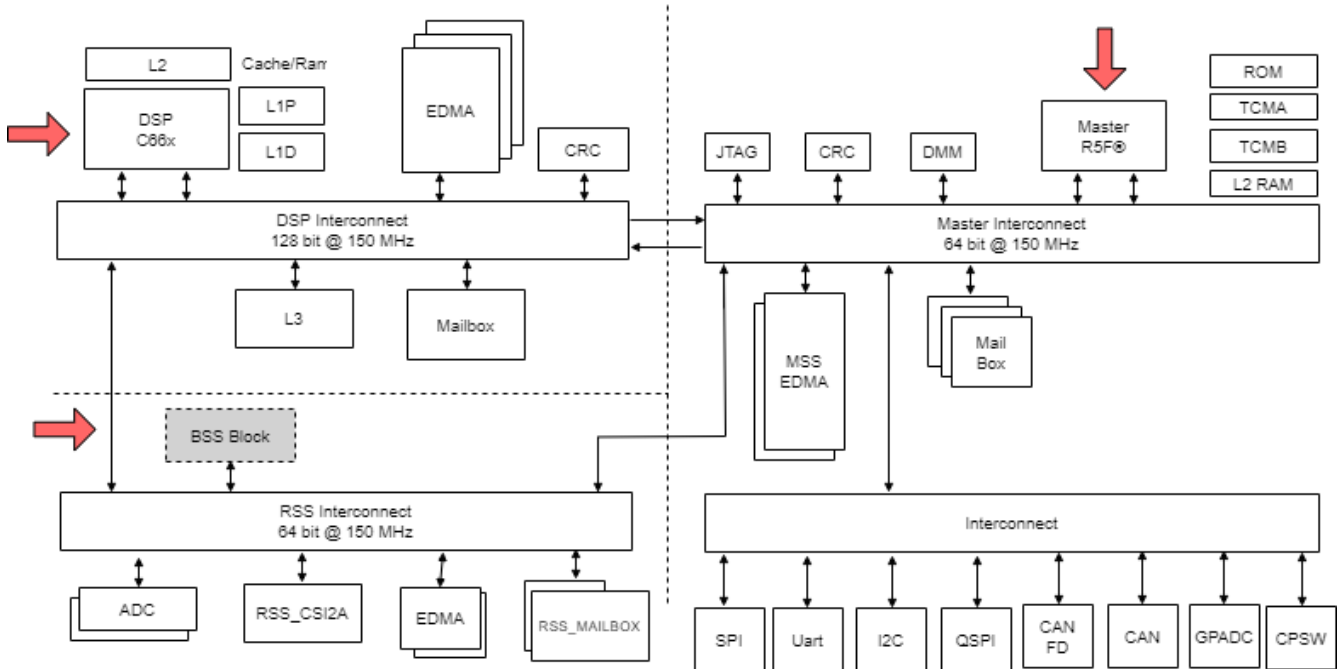 L2
Cache/Ram
DSP
C66x
L1P
L1D
EDMA
CRC
DSP Interconnect
128 bit @ 150 MHz
L3
Mailbox
JTAG
CRC
DMM
Master
R5F®
ROM
TCMA
TCMB
L2 RAM
Master Interconnect
64 bit @ 150 MHz
MSS
EDMA
Mail
Box
BSS Block
RSS Interconnect
64 bit @ 150 MHz
ADC
RSS_CSI2A
EDMA
RSS_MAILBOX
Interconnect
SPI
Uart
I2C
QSPI
CAN
FD
CAN
GPADC
CPSW